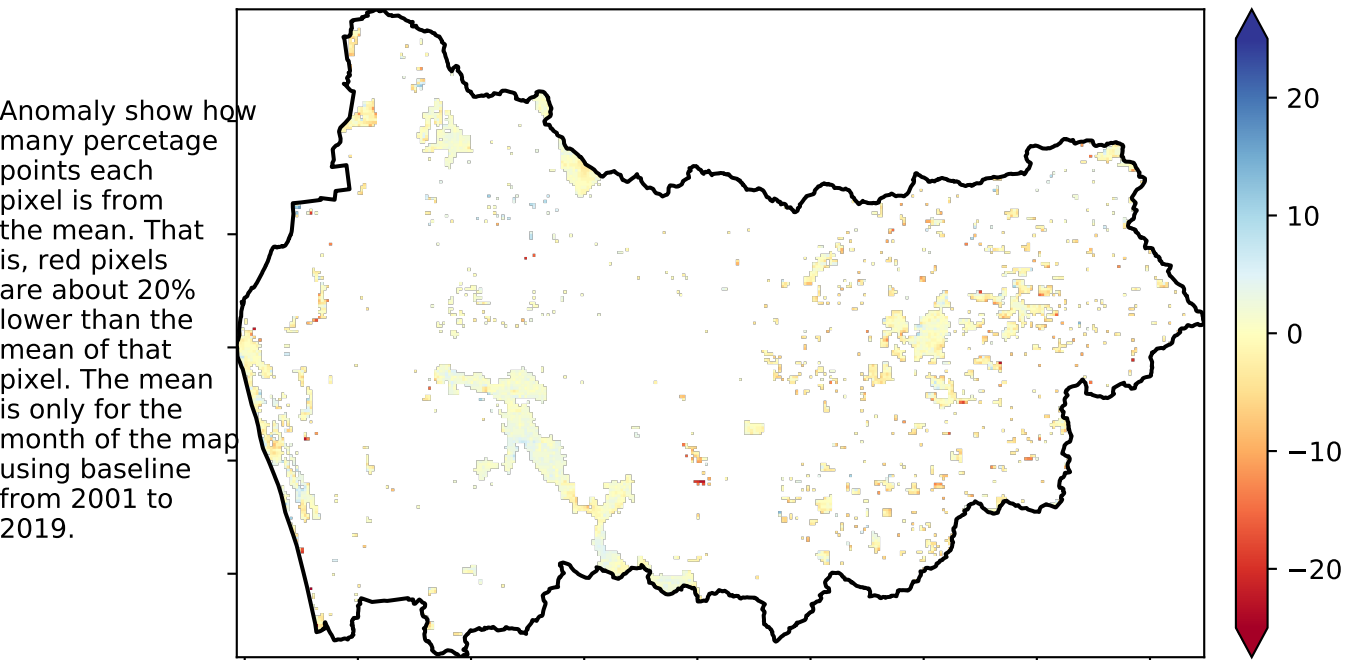 Anomaly show how
many percetage
points each
pixel is from
the mean. That
is, red pixels
are about 20%
lower than the
mean of that
pixel. The mean
is only for the
month of the map
using baseline
from 2001 to
2019.
20
10
0
−10
−20